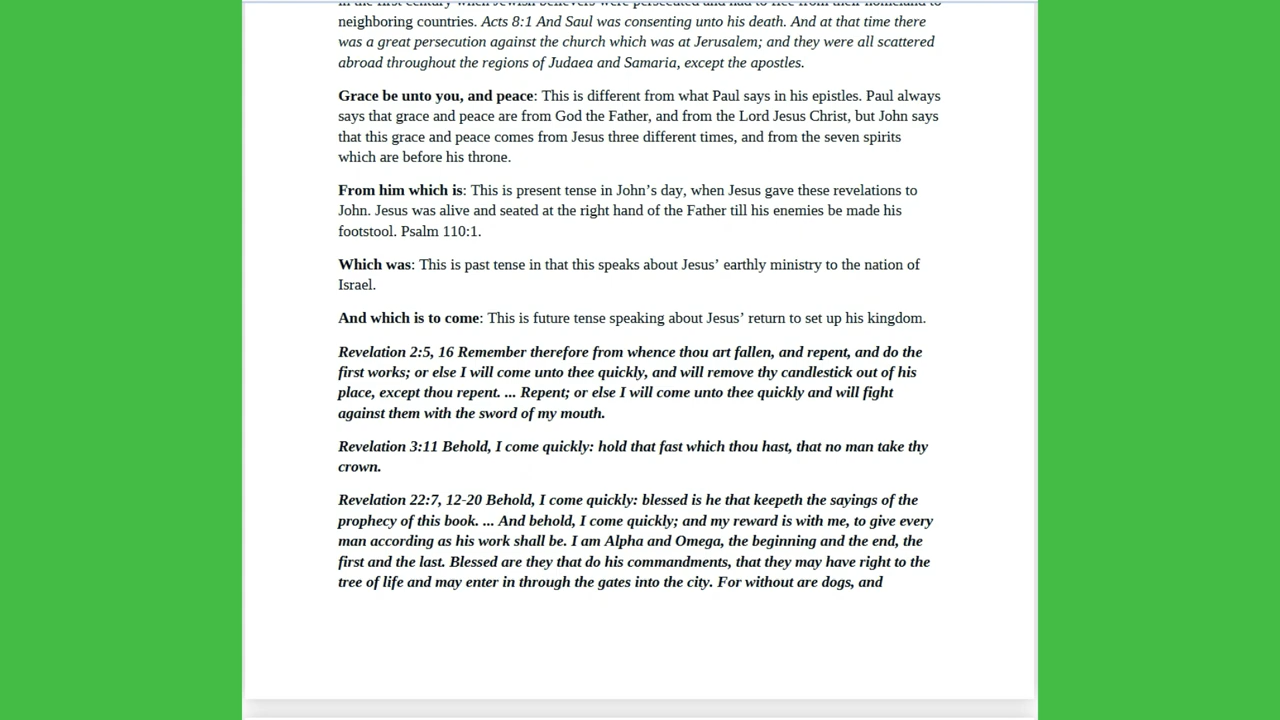 in the first century when Jewish believers were persecuted and had to flee from their homeland to
neighboring countries. Acts 8:1 And Saul was consenting unto his death. And at that time there
was a great persecution against the church which was at Jerusalem; and they were all scattered
abroad throughout the regions of Judaea and Samaria, except the apostles.
Grace be unto you, and peace: This is different from what Paul says in his epistles. Paul always
says that grace and peace are from God the Father, and from the Lord Jesus Christ, but John says
that this grace and peace comes from Jesus three different times, and from the seven spirits
which are before his throne.
From him which is: This is present tense in John’s day, when Jesus gave these revelations to
John. Jesus was alive and seated at the right hand of the Father till his enemies be made his
footstool. Psalm 110:1.
Which was: This is past tense in that this speaks about Jesus’ earthly ministry to the nation of
Israel.
And which is to come: This is future tense speaking about Jesus’ return to set up his kingdom.
Revelation 2:5, 16 Remember therefore from whence thou art fallen, and repent, and do the
first works; or else I will come unto thee quickly, and will remove thy candlestick out of his
place, except thou repent. ... Repent; or else I will come unto thee quickly and will fight
against them with the sword of my mouth.
Revelation 3:11 Behold, I come quickly: hold that fast which thou hast, that no man take thy
crown.
Revelation 22:7, 12-20 Behold, I come quickly: blessed is he that keepeth the sayings of the
prophecy of this book. ... And behold, I come quickly; and my reward is with me, to give every
man according as his work shall be. I am Alpha and Omega, the beginning and the end, the
first and the last. Blessed are they that do his commandments, that they may have right to the
tree of life and may enter in through the gates into the city. For without are dogs, and